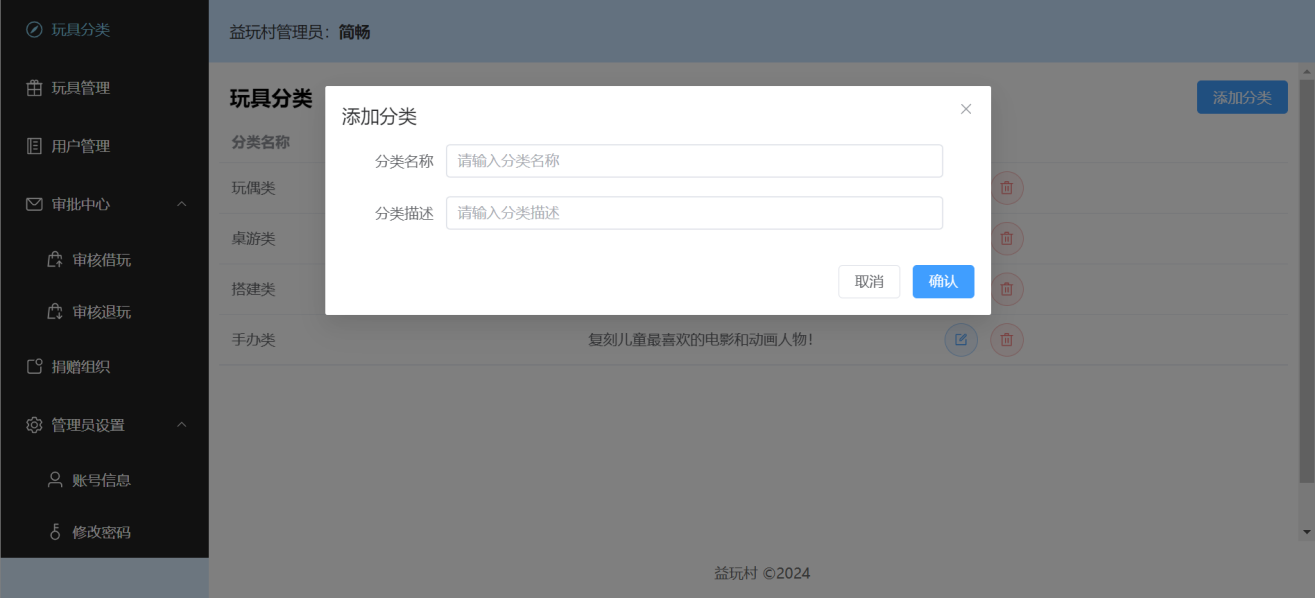 玩具分类
玩具管理
用户管理
审批中心
审核借玩
审核退玩
捐赠组织
管理员设置
账号信息
修改密码
益玩村管理员：简畅
玩具分类
添加分类
分类名称
玩偶类
桌游类
搭建类
手办类
复刻儿童最喜欢的电影和动画人物！
添加分类
分类名称 请输入分类名称
分类描述 请输入分类描述
取消 确认
益玩村 ©2024